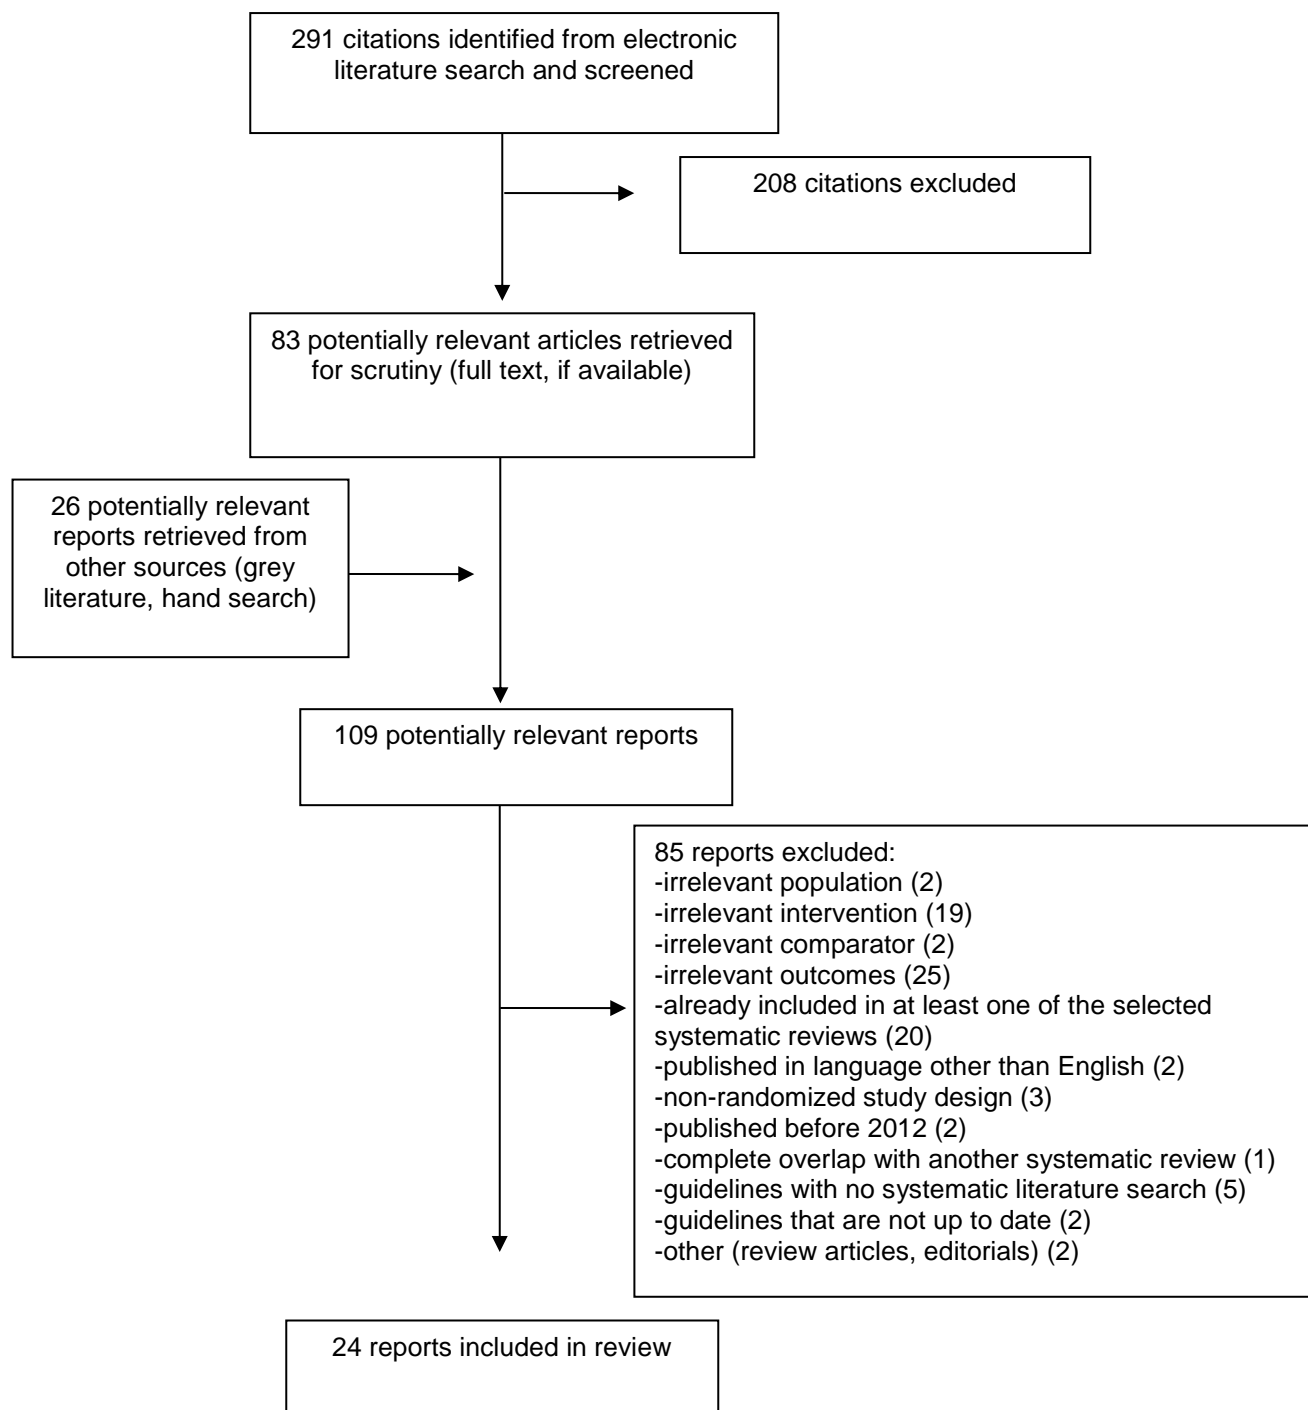 291 citations identified from electronic
literature search and screened
208 citations excluded
83 potentially relevant articles retrieved
for scrutiny (full text, if available)
26 potentially relevant
reports retrieved from
other sources (grey
literature, hand search)
109 potentially relevant reports
85 reports excluded:
-irrelevant population (2)
-irrelevant intervention (19)
-irrelevant comparator (2)
-irrelevant outcomes (25)
-already included in at least one of the selected
systematic reviews (20)
-published in language other than English (2)
-non-randomized study design (3)
-published before 2012 (2)
-complete overlap with another systematic review (1)
-guidelines with no systematic literature search (5)
-guidelines that are not up to date (2)
-other (review articles, editorials) (2)
24 reports included in review